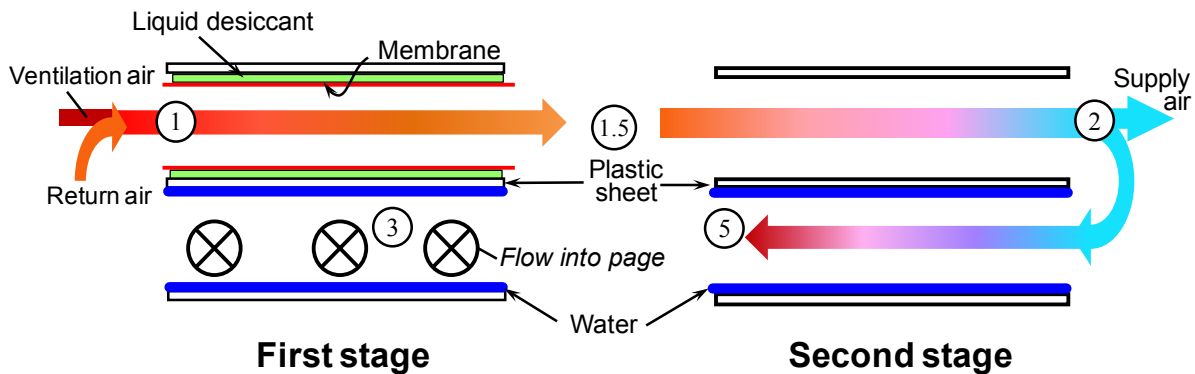 Liquid desiccant
Membrane
Ventilation air
Supply
air
1
1.5
2
Return air
Plastic
sheet
3
5
Flow into page
Water
First stage
Second stage